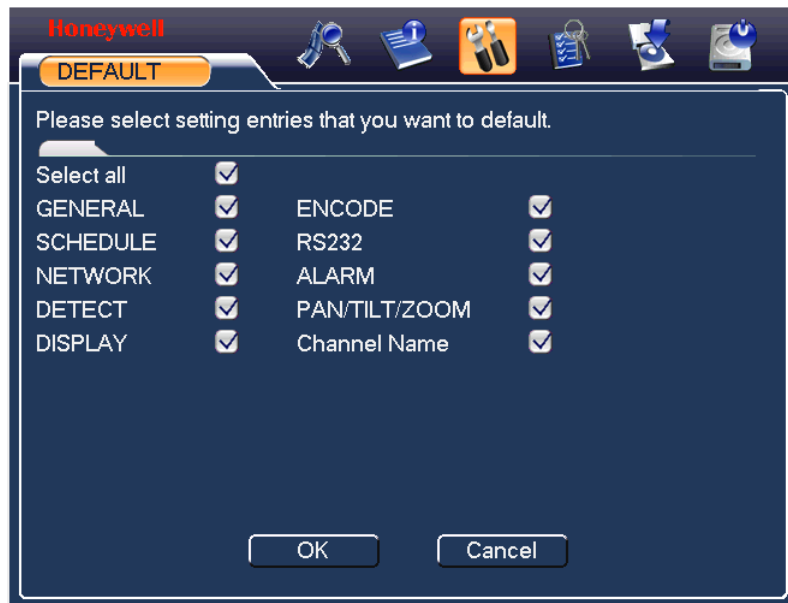 Honeywell
DEFAULT
Please select setting entries that you want to default.
Select all
GENERAL ENCODE
SCHEDULE RS232
NETWORK ALARM
DETECT PAN/TILT/ZOOM
DISPLAY Channel Name
OK Cancel